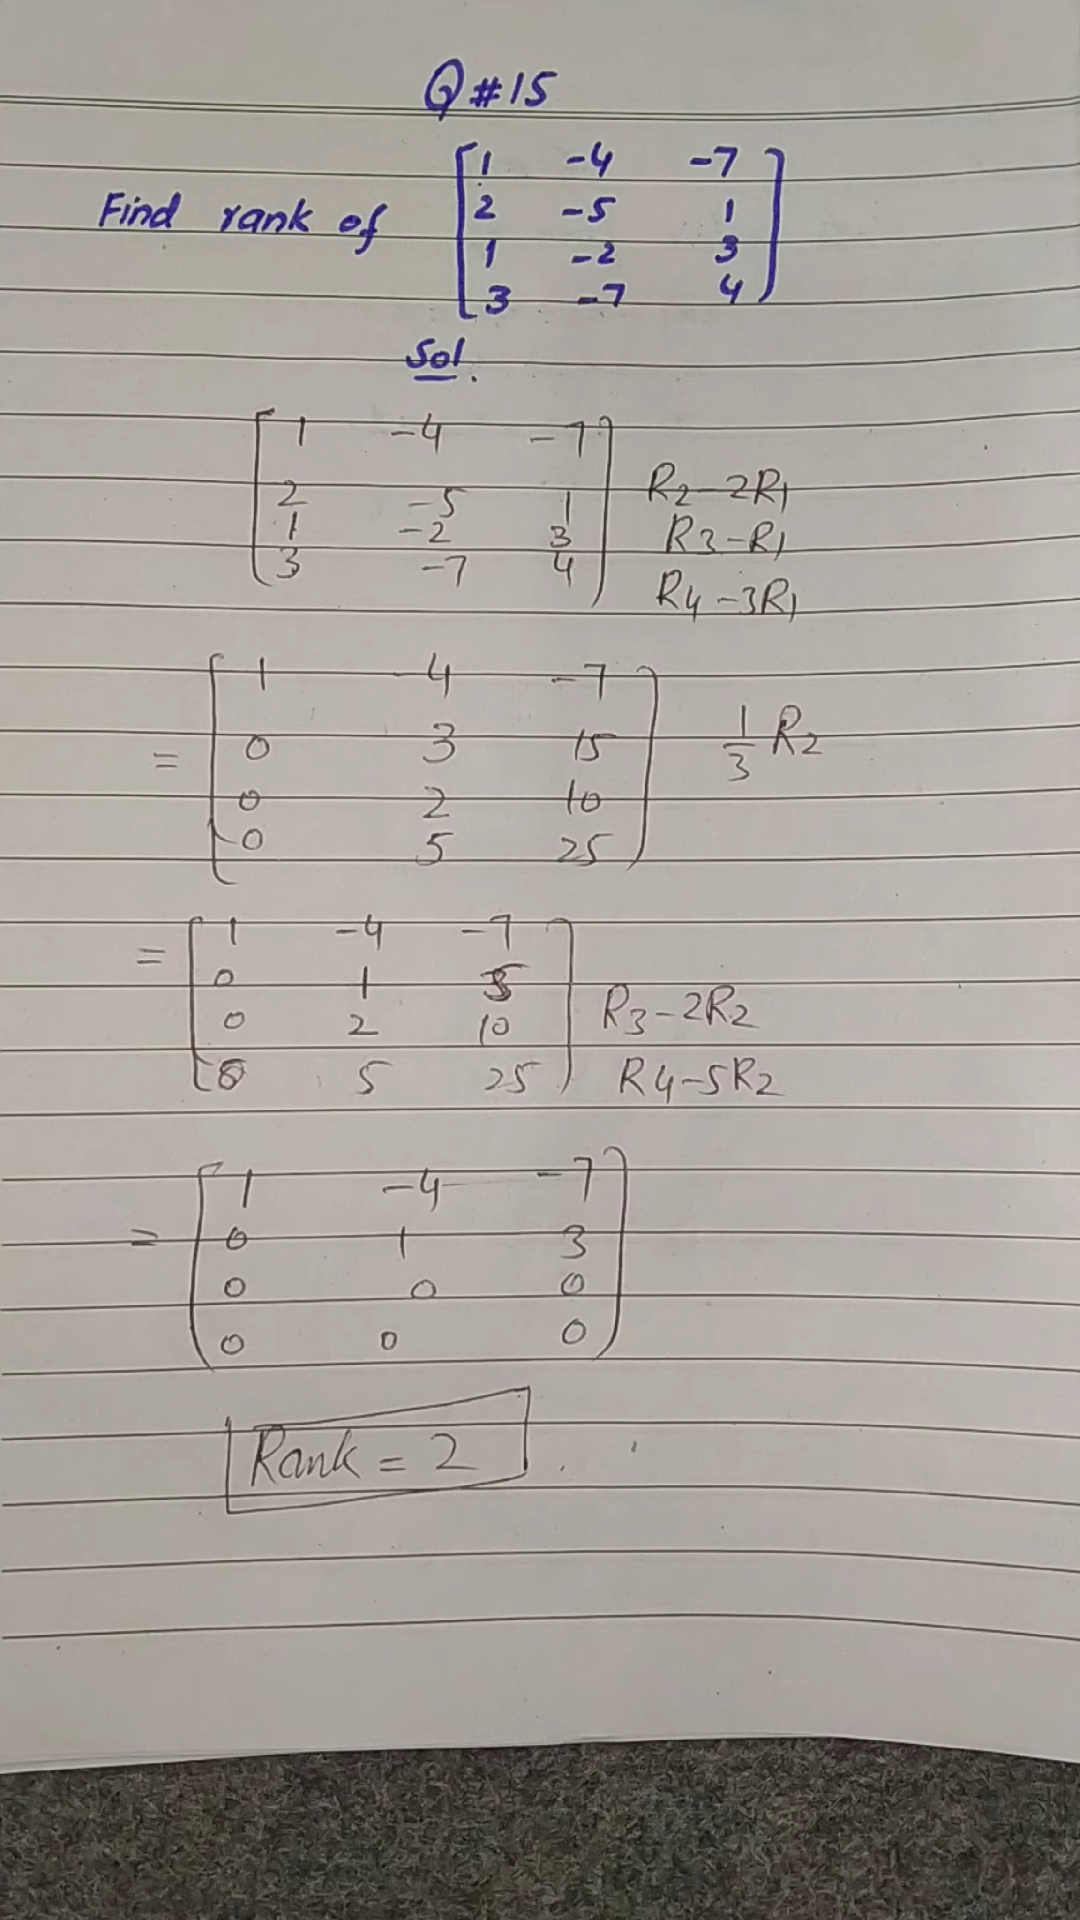 Q#15
Find rank of [1 -4 -7
2 -5 1
1 -2 3
3 -7 4]
Sol.
[1 -4 -7
2 -5 1
1 -2 3
3 -7 4] R2-2R1
R3-R1
R4-3R1
= [1 -4 -7
0 3 15
0 2 10
0 5 25] 1/3 R2
= [1 -4 -7
0 1 5
0 2 10
0 5 25] R3-2R2
R4-5R2
= [1 -4 -7
0 1 3
0 0 0
0 0 0]
Rank = 2